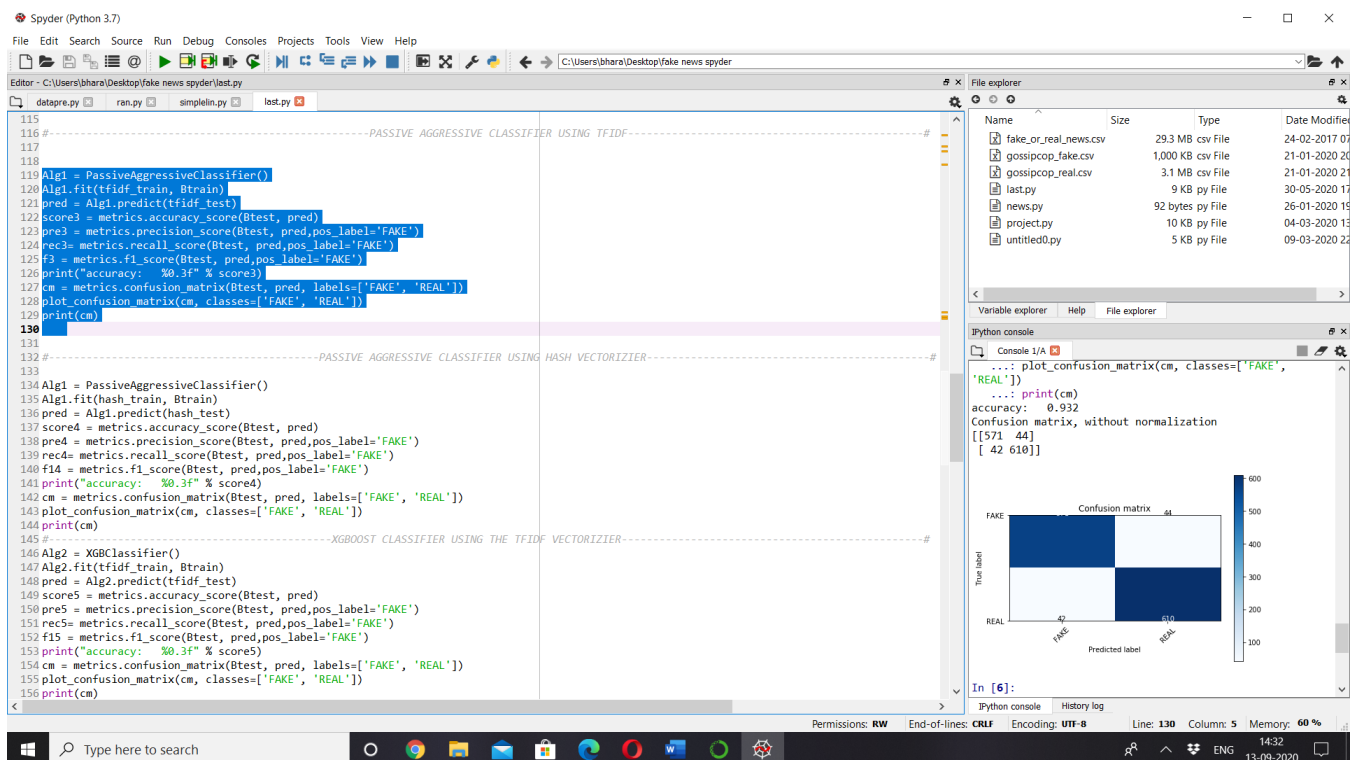 Spyder (Python 3.7)
File Edit Search Source Run Debug Consoles Projects Tools View Help
C:\Users\bhara\Desktop\fake news spyder
Editor - C:\Users\bhara\Desktop\fake news spyder\last.py
datapre.py ran.py simplelin.py last.py
115
116 #----------------------------------------------------PASSIVE AGGRESSIVE CLASSIFIER USING TFIDF------------------------------------------------#
117
118
119 Alg1 = PassiveAggressiveClassifier()
120 Alg1.fit(tfidf_train, Btrain)
121 pred = Alg1.predict(tfidf_test)
122 score3 = metrics.accuracy_score(Btest, pred)
123 pre3 = metrics.precision_score(Btest, pred,pos_label='FAKE')
124 rec3= metrics.recall_score(Btest, pred,pos_label='FAKE')
125 f3 = metrics.f1_score(Btest, pred,pos_label='FAKE')
126 print("accuracy:   %0.3f" % score3)
127 cm = metrics.confusion_matrix(Btest, pred, labels=['FAKE', 'REAL'])
128 plot_confusion_matrix(cm, classes=['FAKE', 'REAL'])
129 print(cm)
130
131
132 #--------------------------------------------PASSIVE AGGRESSIVE CLASSIFIER USING HASH VECTORIZIER----------------------------------------------#
133
134 Alg1 = PassiveAggressiveClassifier()
135 Alg1.fit(hash_train, Btrain)
136 pred = Alg1.predict(hash_test)
137 score4 = metrics.accuracy_score(Btest, pred)
138 pre4 = metrics.precision_score(Btest, pred,pos_label='FAKE')
139 rec4= metrics.recall_score(Btest, pred,pos_label='FAKE')
140 f14 = metrics.f1_score(Btest, pred,pos_label='FAKE')
141 print("accuracy:   %0.3f" % score4)
142 cm = metrics.confusion_matrix(Btest, pred, labels=['FAKE', 'REAL'])
143 plot_confusion_matrix(cm, classes=['FAKE', 'REAL'])
144 print(cm)
145 #----------------------------------------------XGBOOST CLASSIFIER USING THE TFIDF VECTORIZIER-------------------------------------------------#
146 Alg2 = XGBClassifier()
147 Alg2.fit(tfidf_train, Btrain)
148 pred = Alg2.predict(tfidf_test)
149 score5 = metrics.accuracy_score(Btest, pred)
150 pre5 = metrics.precision_score(Btest, pred,pos_label='FAKE')
151 rec5= metrics.recall_score(Btest, pred,pos_label='FAKE')
152 f15 = metrics.f1_score(Btest, pred,pos_label='FAKE')
153 print("accuracy:   %0.3f" % score5)
154 cm = metrics.confusion_matrix(Btest, pred, labels=['FAKE', 'REAL'])
155 plot_confusion_matrix(cm, classes=['FAKE', 'REAL'])
156 print(cm)
File explorer
Name Size Type Date Modified
fake_or_real_news.csv 29.3 MB csv File 24-02-2017 07
gossipcop_fake.csv 1,000 KB csv File 21-01-2020 20
gossipcop_real.csv 3.1 MB csv File 21-01-2020 21
last.py 9 KB py File 30-05-2020 17
news.py 92 bytes py File 26-01-2020 19
project.py 10 KB py File 04-03-2020 13
untitled0.py 5 KB py File 09-03-2020 22
Variable explorer Help File explorer
IPython console
Console 1/A
...: plot_confusion_matrix(cm, classes=['FAKE',
'REAL'])
...: print(cm)
accuracy:   0.932
Confusion matrix, without normalization
[[571  44]
[ 42 610]]
Confusion matrix
FAKE 44
REAL 42 610
True label
FAKE REAL
Predicted label
600
500
400
300
200
100
In [6]:
IPython console History log
Permissions: RW End-of-lines: CRLF Encoding: UTF-8 Line: 130 Column: 5 Memory: 60 %
Type here to search
ENG 14:32
13-09-2020